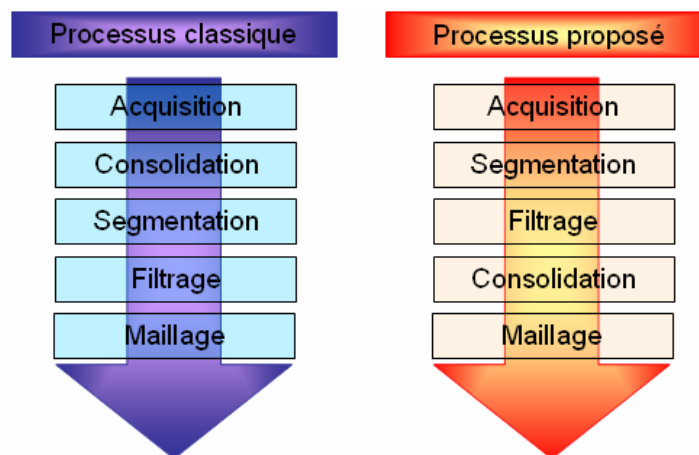 Processus classique
Acquisition
Consolidation
Segmentation
Filtrage
Maillage
Processus proposé
Acquisition
Segmentation
Filtrage
Consolidation
Maillage